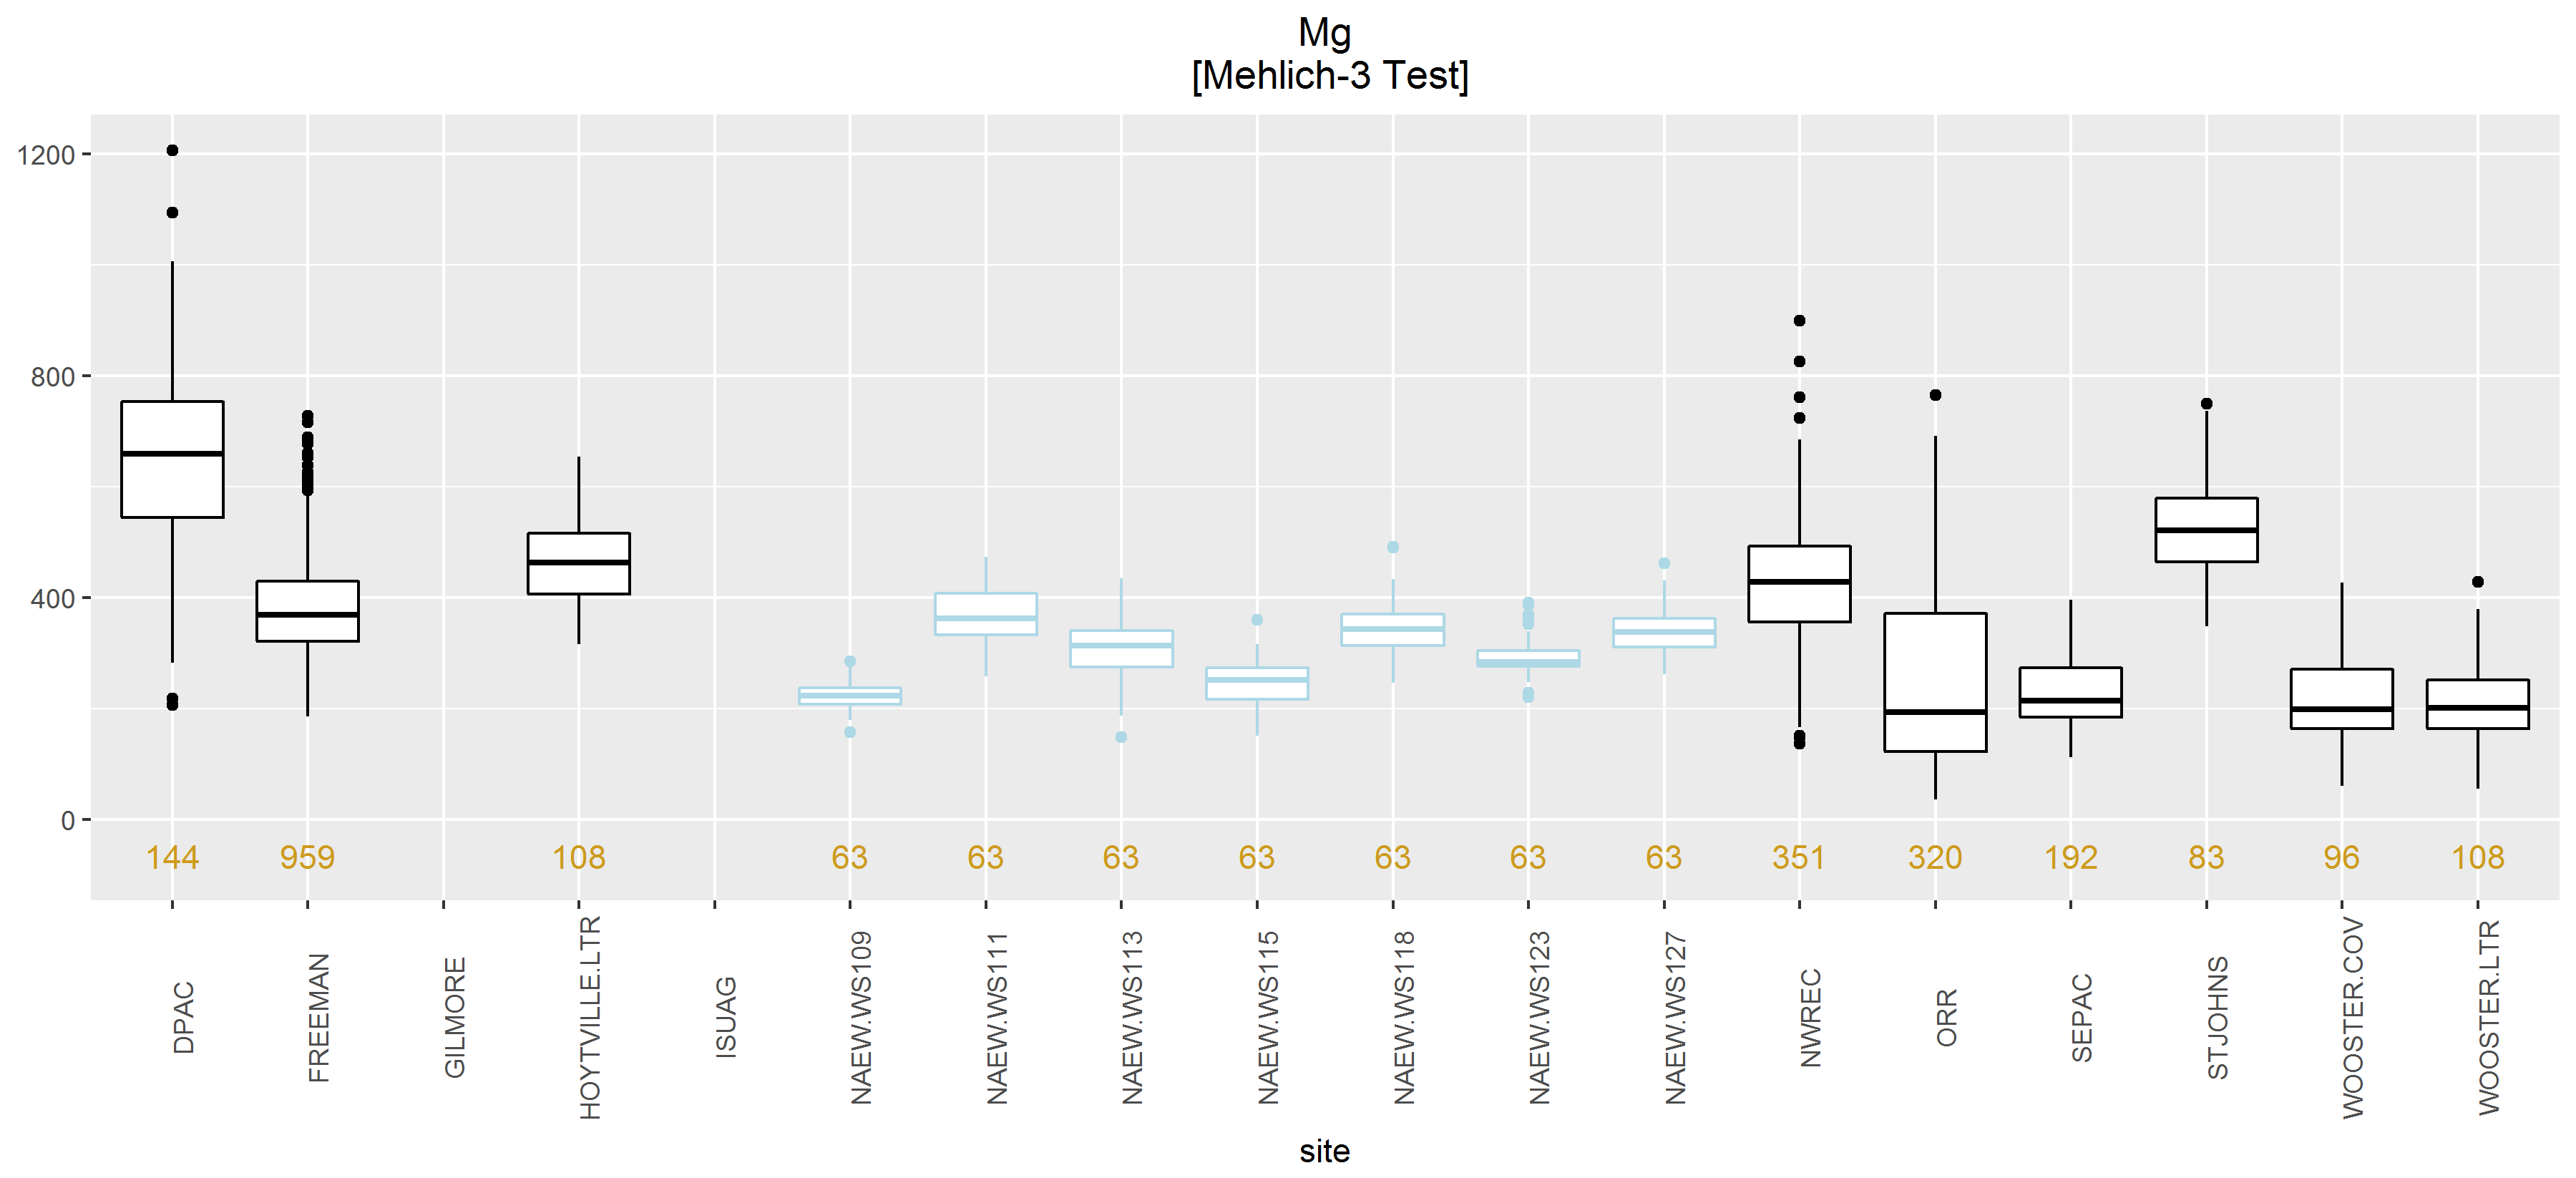 Mg
[Mehlich-3 Test]
1200
800
400
0
144 959 108 63 63 63 63 63 63 63 351 320 192 83 96 108
DPAC
FREEMAN
GILMORE
HOYTVILLE.LTR
ISUAG
NAEW.WS109
NAEW.WS111
NAEW.WS113
NAEW.WS115
NAEW.WS118
NAEW.WS123
NAEW.WS127
NWREC
ORR
SEPAC
STJOHNS
WOOSTER.COV
WOOSTER.LTR
site